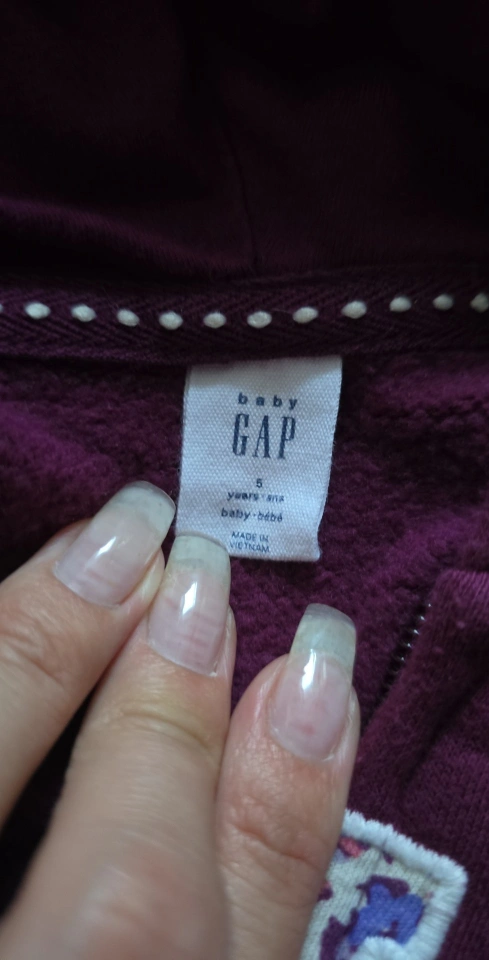 baby
GAP
5
years·ans
baby·bébé
MADE IN
VIETNAM